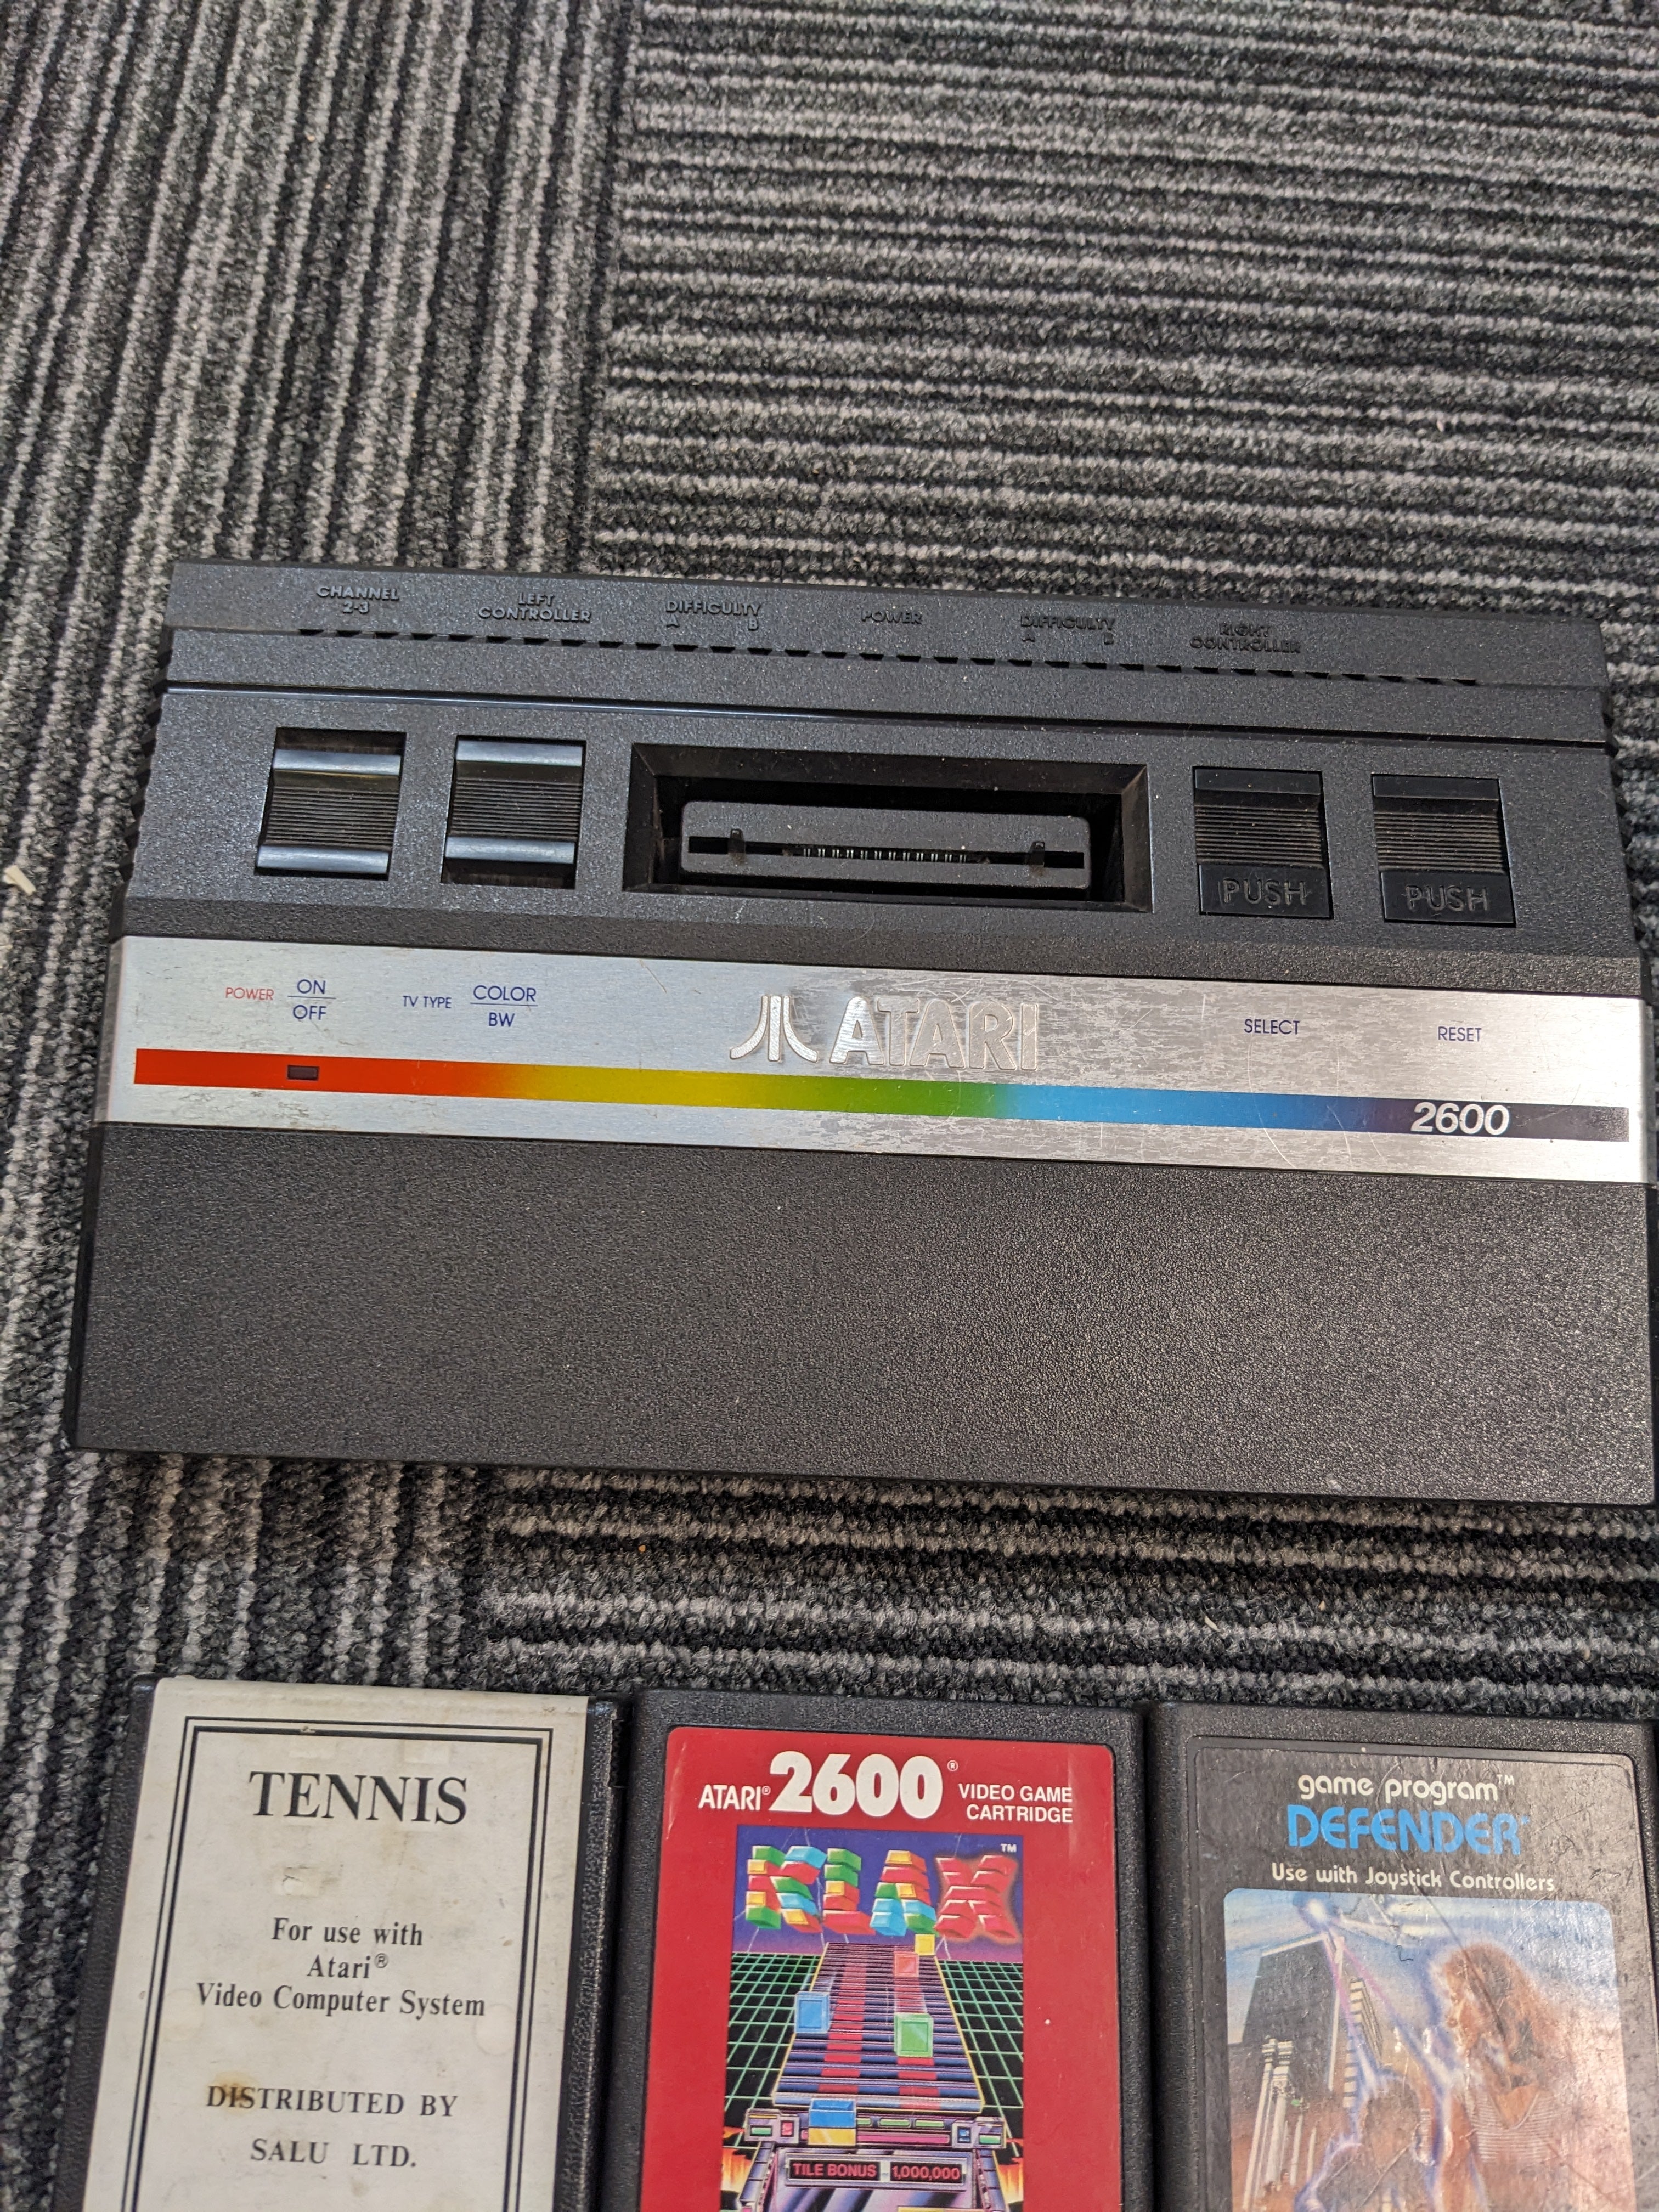 CHANNEL
2-3
LEFT
CONTROLLER
DIFFICULTY
A B
POWER
DIFFICULTY
A B
RIGHT
CONTROLLER
PUSH
PUSH
POWER ON
OFF
TV TYPE COLOR
BW
ATARI
SELECT
RESET
2600
TENNIS
For use with
Atari®
Video Computer System
DISTRIBUTED BY
SALU LTD.
ATARI® 2600® VIDEO GAME
CARTRIDGE
KLAX™
TILE BONUS 1,000,000
game program™
DEFENDER*
Use with Joystick Controllers